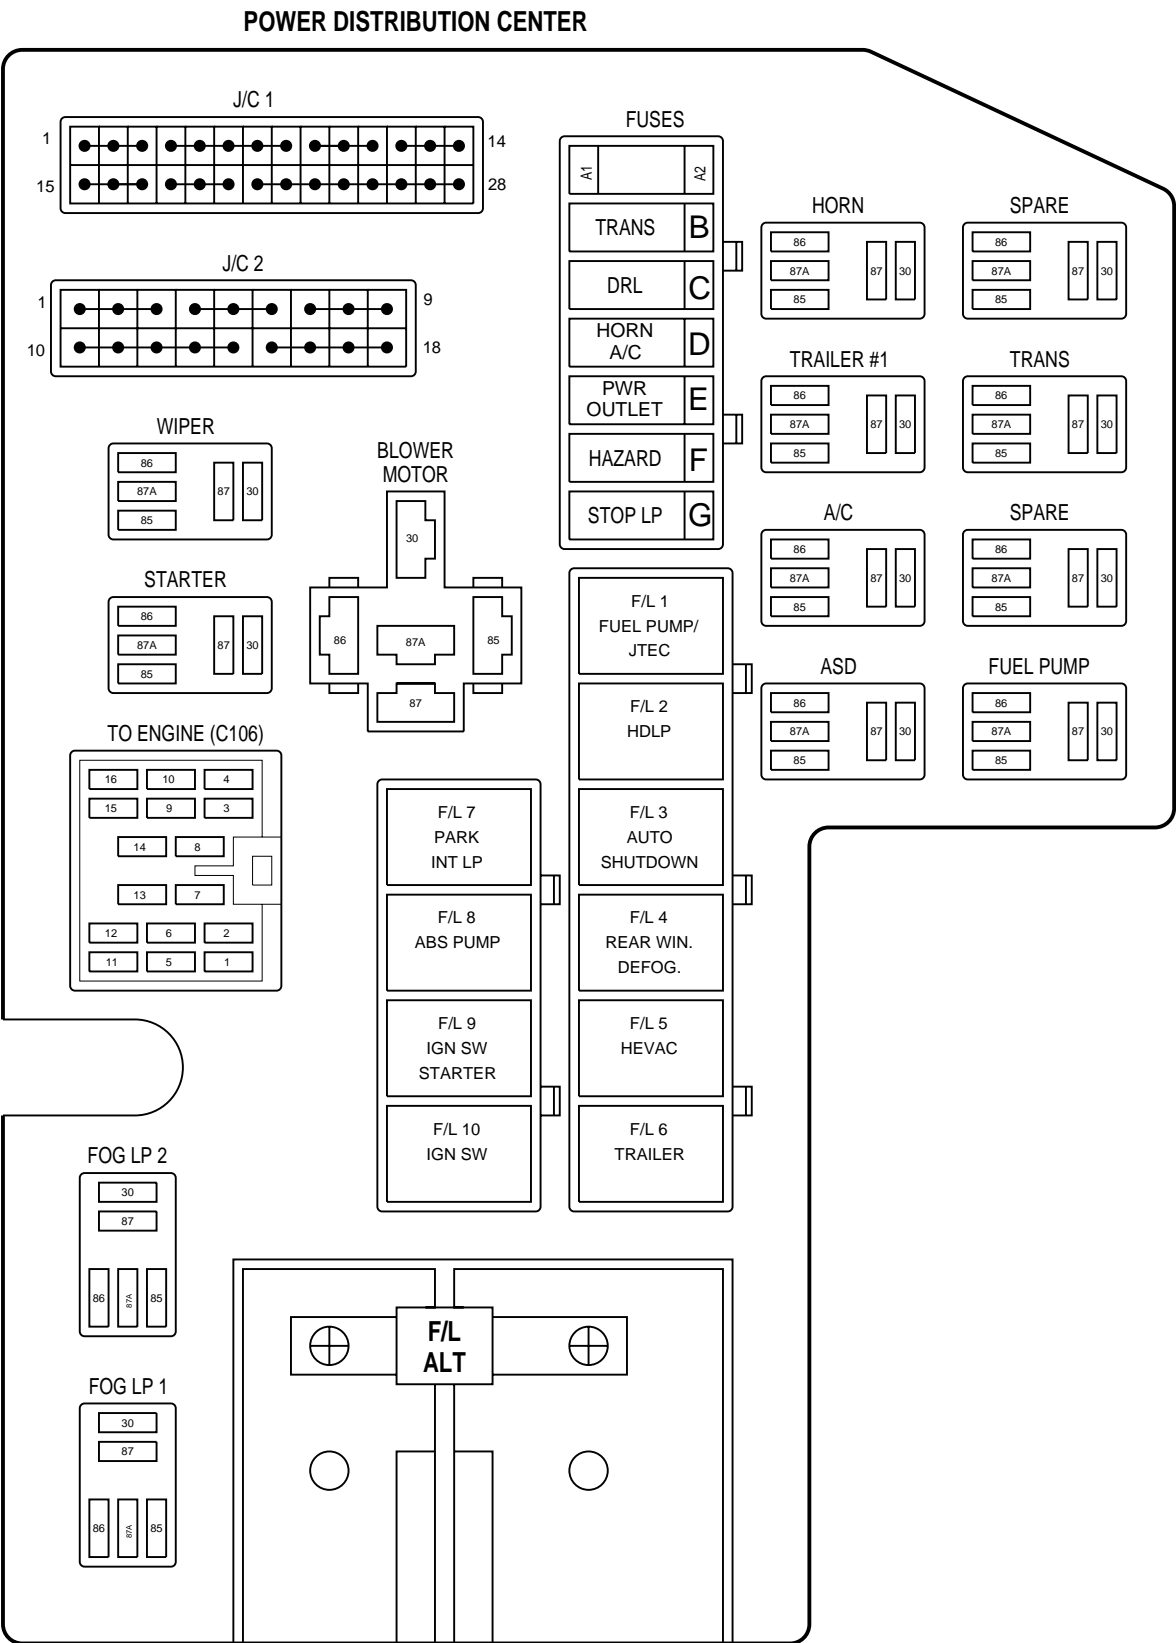 POWER DISTRIBUTION CENTER
J/C 1
1
14
15
28
J/C 2
1
9
10
18
FUSES
A1
A2
TRANS B
DRL C
HORN
A/C D
PWR
OUTLET E
HAZARD F
STOP LP G
HORN
86
87A
85
87
30
SPARE
86
87A
85
87
30
TRAILER #1
86
87A
85
87
30
TRANS
86
87A
85
87
30
A/C
86
87A
85
87
30
SPARE
86
87A
85
87
30
ASD
86
87A
85
87
30
FUEL PUMP
86
87A
85
87
30
WIPER
86
87A
85
87
30
STARTER
86
87A
85
87
30
BLOWER
MOTOR
30
86
87A
85
87
TO ENGINE (C106)
16 10 4
15 9 3
14 8
13 7
12 6 2
11 5 1
F/L 1
FUEL PUMP/
JTEC
F/L 2
HDLP
F/L 3
AUTO
SHUTDOWN
F/L 4
REAR WIN.
DEFOG.
F/L 5
HEVAC
F/L 6
TRAILER
F/L 7
PARK
INT LP
F/L 8
ABS PUMP
F/L 9
IGN SW
STARTER
F/L 10
IGN SW
FOG LP 2
30
87
86
87A
85
FOG LP 1
30
87
86
87A
85
F/L
ALT